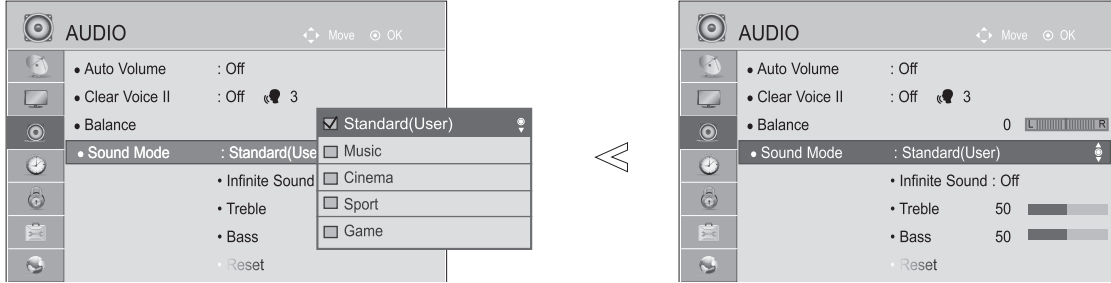 AUDIO Move OK
• Auto Volume : Off
• Clear Voice II : Off 3
• Balance
• Sound Mode : Standard(Use
• Infinite Sound
• Treble
• Bass
• Reset
Standard(User)
Music
Cinema
Sport
Game
AUDIO Move OK
• Auto Volume : Off
• Clear Voice II : Off 3
• Balance 0 L R
• Sound Mode : Standard(User)
• Infinite Sound : Off
• Treble 50
• Bass 50
• Reset